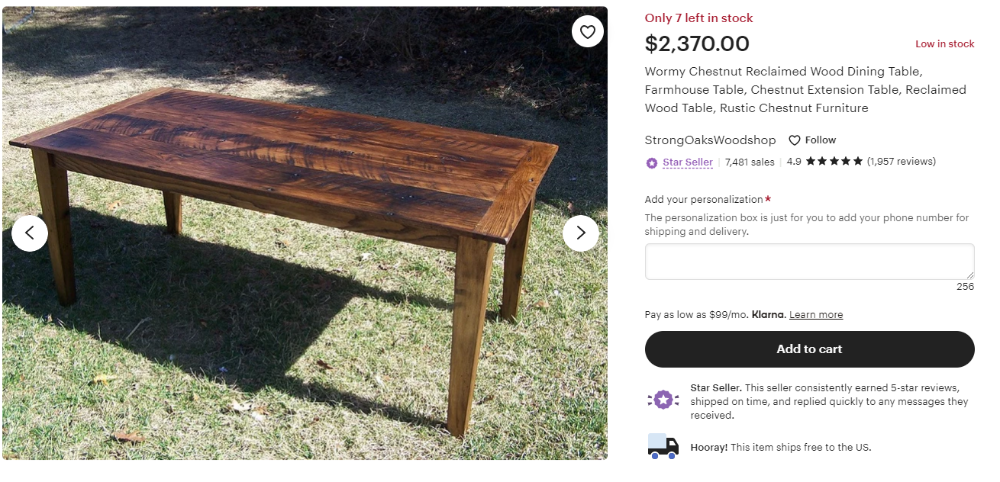 Only 7 left in stock
$2,370.00
Low in stock
Wormy Chestnut Reclaimed Wood Dining Table,
Farmhouse Table, Chestnut Extension Table, Reclaimed
Wood Table, Rustic Chestnut Furniture
StrongOaksWoodshop Follow
Star Seller | 7,481 sales | 4.9 ★★★★★ (1,957 reviews)
Add your personalization *
The personalization box is just for you to add your phone number for
shipping and delivery.
256
Pay as low as $99/mo. Klarna. Learn more
Add to cart
Star Seller. This seller consistently earned 5-star reviews,
shipped on time, and replied quickly to any messages they
received.
Hooray! This item ships free to the US.